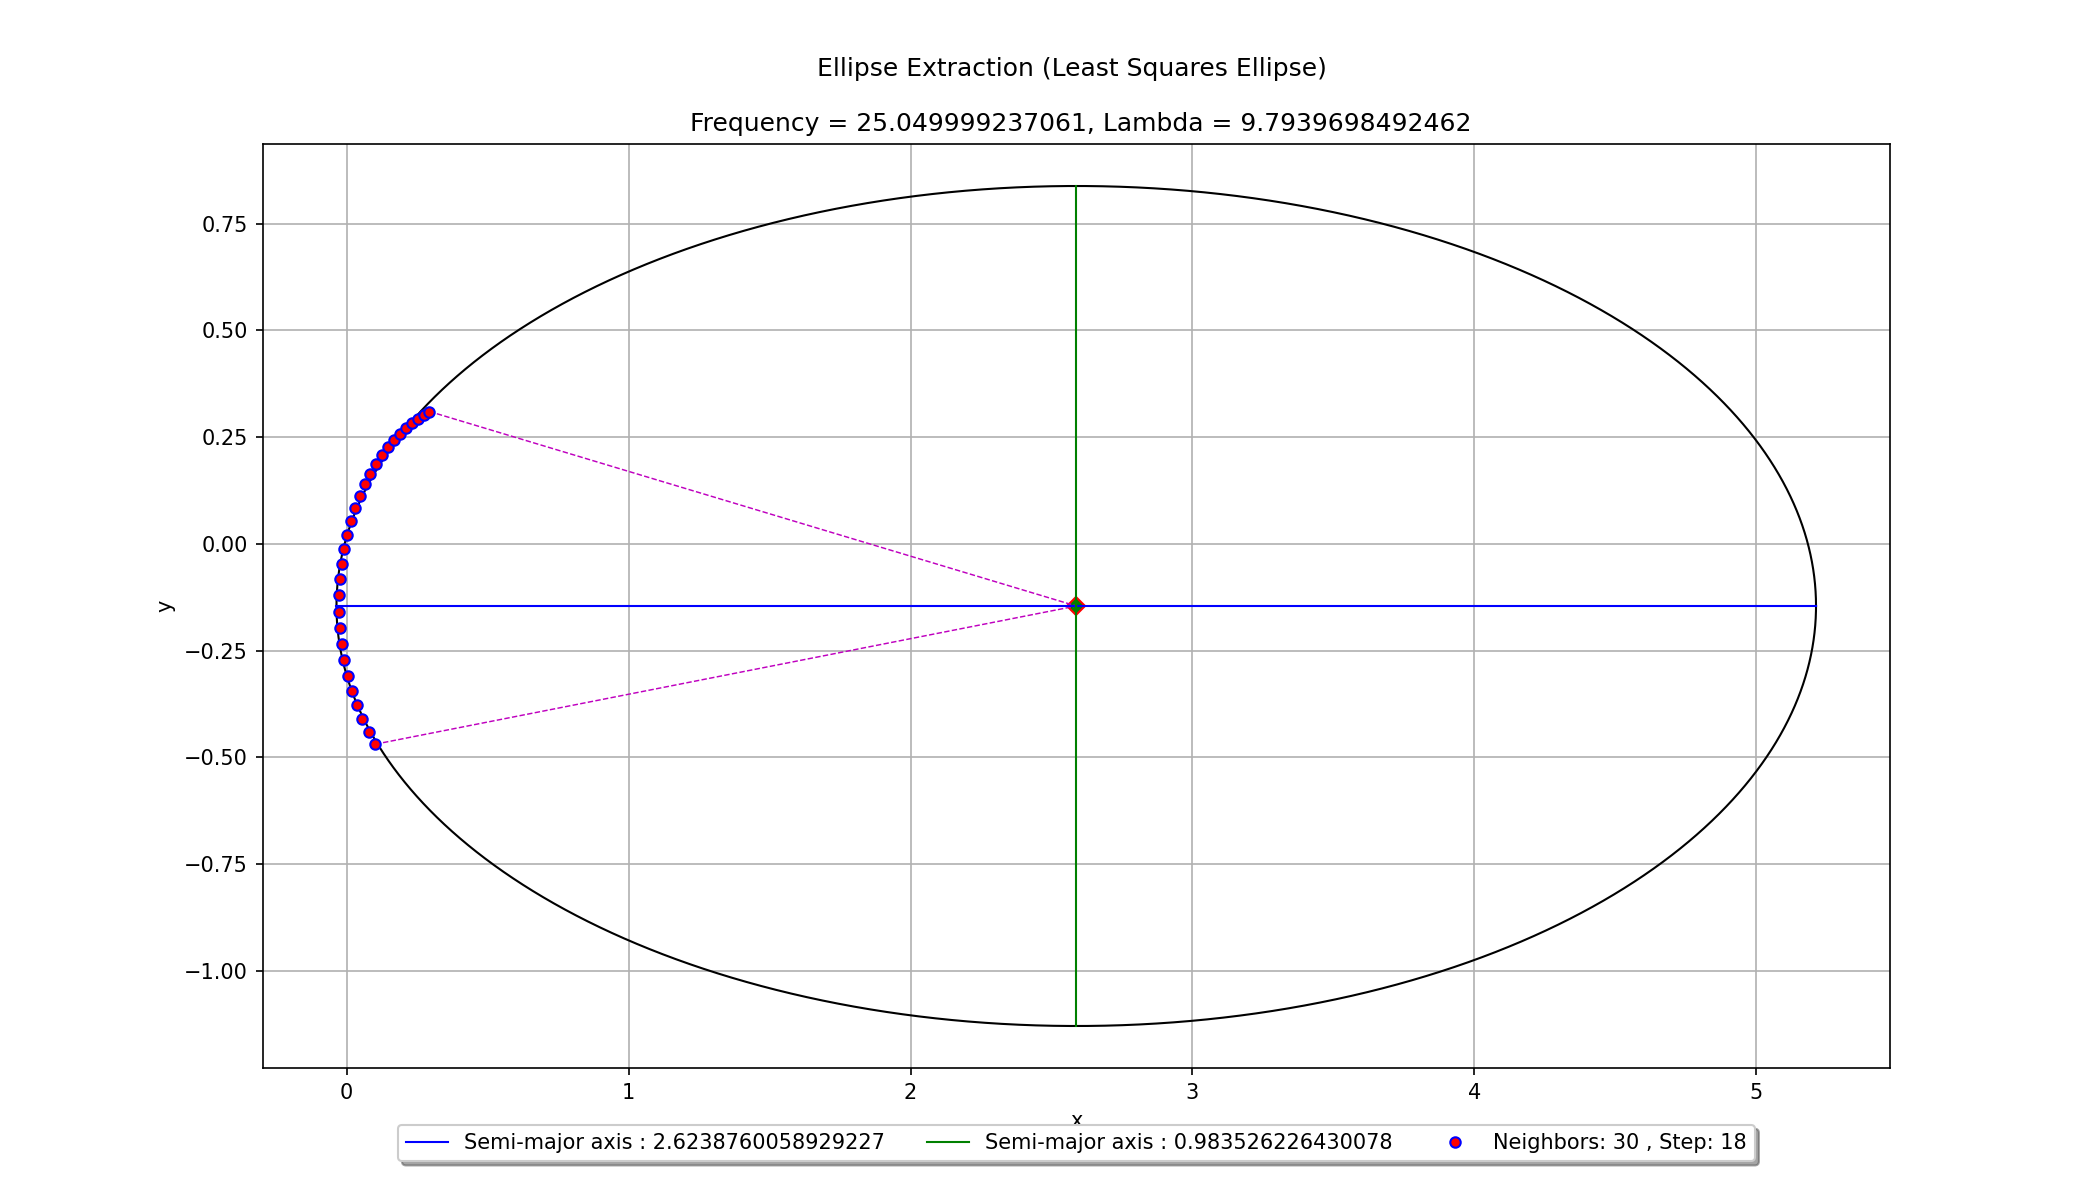 Ellipse Extraction (Least Squares Ellipse)
Frequency = 25.049999237061, Lambda = 9.7939698492462
0.75
0.50
0.25
0.00
−0.25
−0.50
−0.75
−1.00
y
0 1 2 3 4 5
x
Semi-major axis : 2.6238760058929227 Semi-major axis : 0.983526226430078 Neighbors: 30 , Step: 18